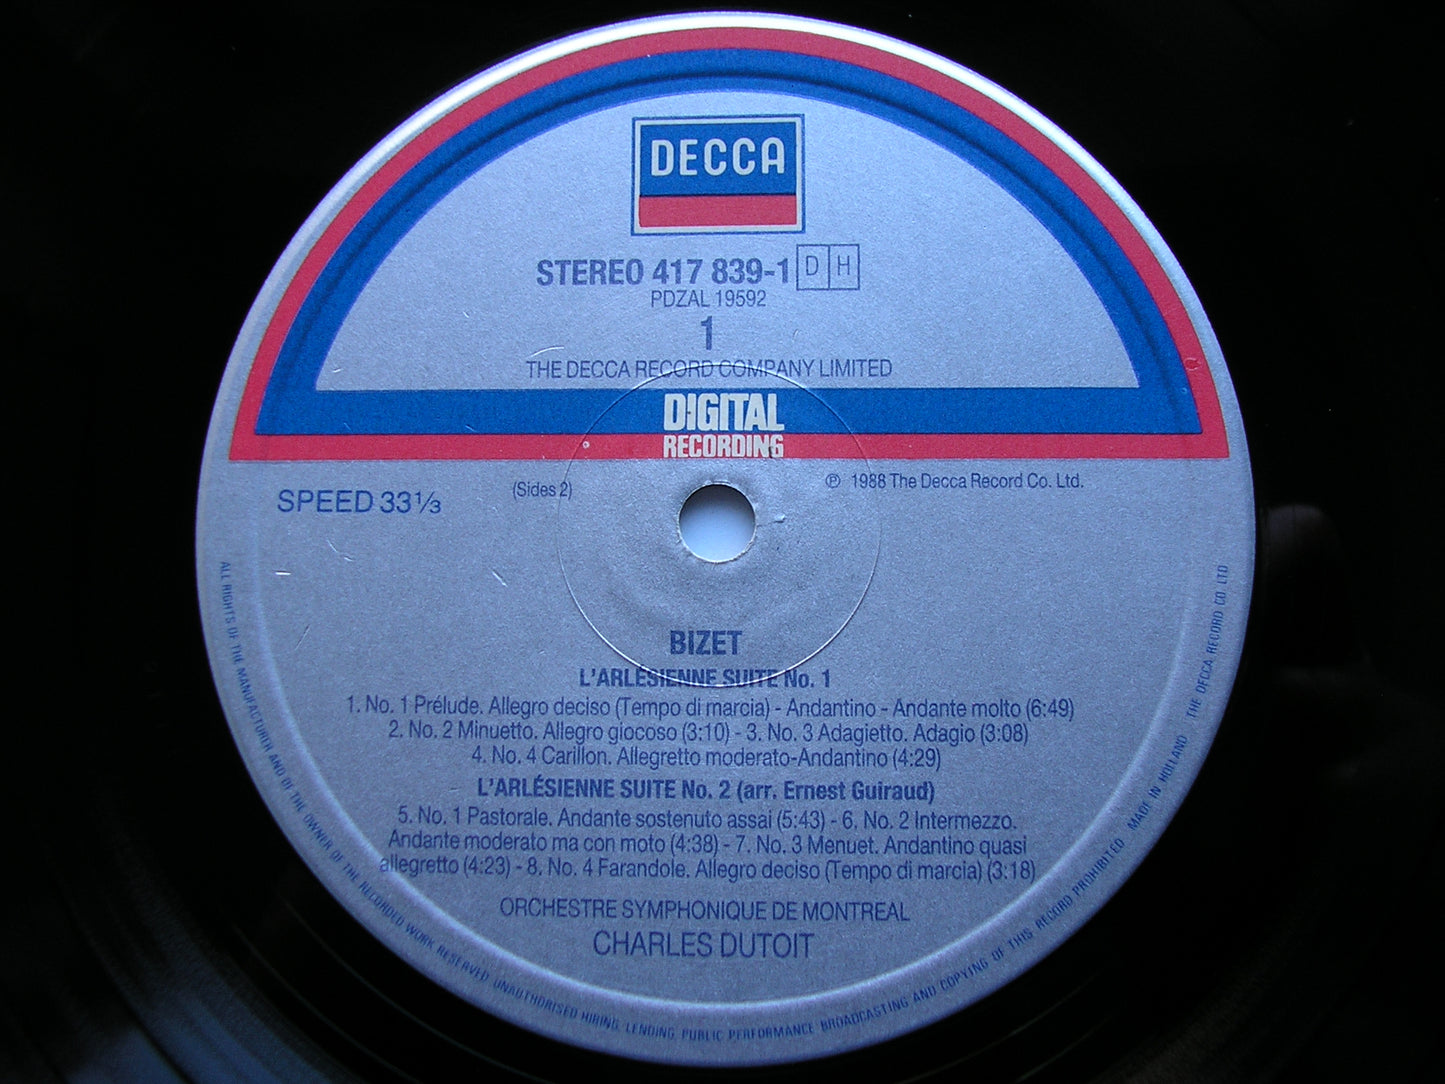 DECCA
STEREO 417 839-1 D H
PDZAL 19592
1
THE DECCA RECORD COMPANY LIMITED
DIGITAL
RECORDING
SPEED 33⅓
(Sides 2)
℗ 1988 The Decca Record Co. Ltd.
BIZET
L'ARLÉSIENNE SUITE No. 1
1. No. 1 Prélude. Allegro deciso (Tempo di marcia) - Andantino - Andante molto (6:49)
2. No. 2 Minuetto. Allegro giocoso (3:10) - 3. No. 3 Adagietto. Adagio (3:08)
4. No. 4 Carillon. Allegretto moderato-Andantino (4:29)
L'ARLÉSIENNE SUITE No. 2 (arr. Ernest Guiraud)
5. No. 1 Pastorale. Andante sostenuto assai (5:43) - 6. No. 2 Intermezzo.
Andante moderato ma con moto (4:38) - 7. No. 3 Menuet. Andantino quasi
allegretto (4:23) - 8. No. 4 Farandole. Allegro deciso (Tempo di marcia) (3:18)
ORCHESTRE SYMPHONIQUE DE MONTREAL
CHARLES DUTOIT
ALL RIGHTS OF THE MANUFACTURER AND OF THE OWNER OF THE RECORDED WORK RESERVED UNAUTHORISED HIRING, LENDING, PUBLIC PERFORMANCE BROADCASTING AND COPYING OF THIS RECORD PROHIBITED MADE IN HOLLAND THE DECCA RECORD CO LTD